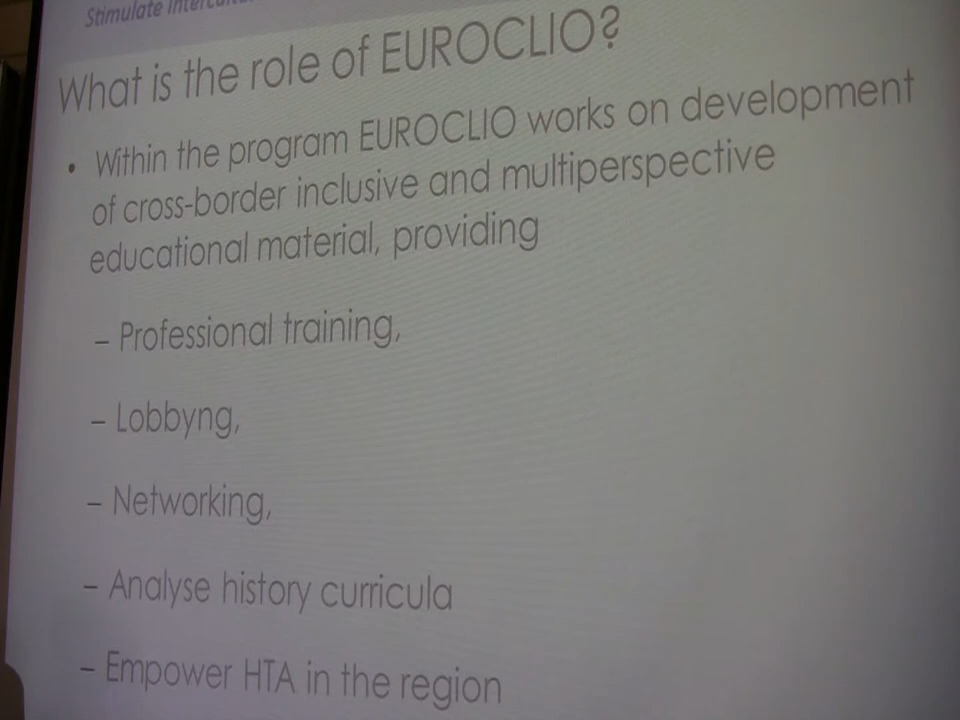 Stimulate
What is the role of EUROCLIO?
• Within the program EUROCLIO works on development
of cross-border inclusive and multiperspective
educational material, providing
– Professional training,
– Lobbyng,
– Networking,
– Analyse history curricula
– Empower HTA in the region